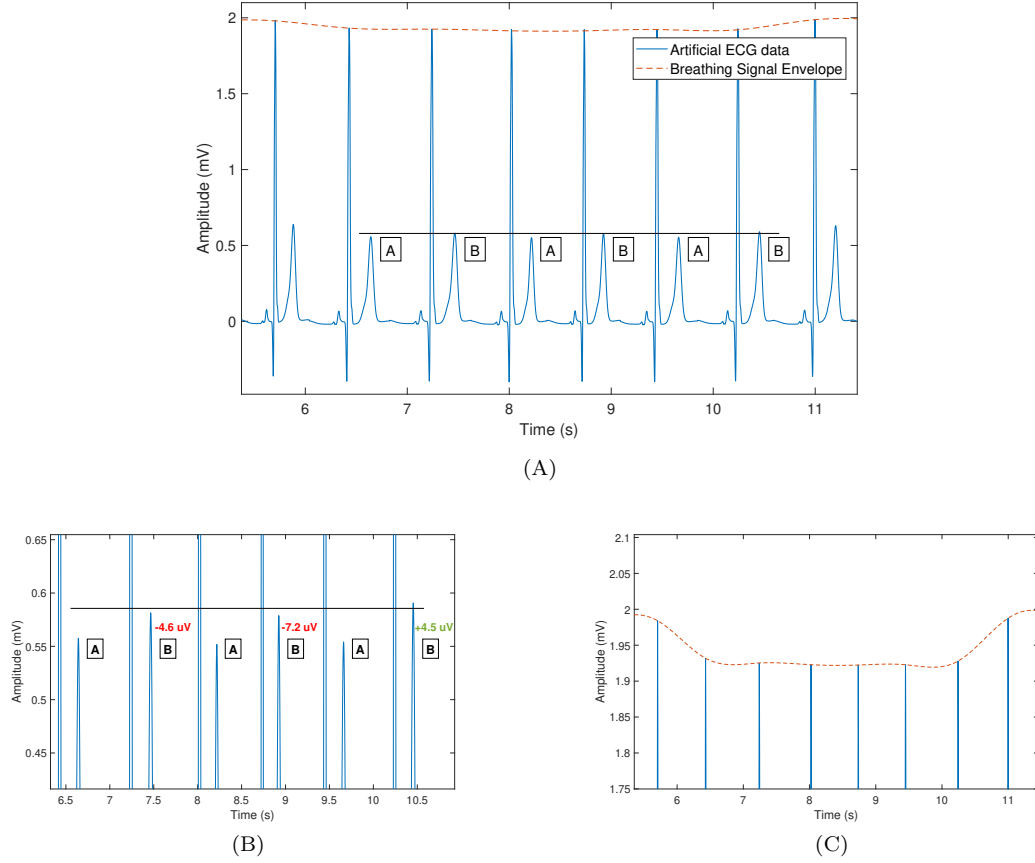 2
1.5
1
0.5
0
Amplitude (mV)
Artificial ECG data
Breathing Signal Envelope
A B A B A B
6 7 8 9 10 11
Time (s)
(A)
0.65
0.6
0.55
0.5
0.45
Amplitude (mV)
-4.6 uV -7.2 uV +4.5 uV
A B A B A B
6.5 7 7.5 8 8.5 9 9.5 10 10.5
Time (s)
(B)
2.1
2.05
2
1.95
1.9
1.85
1.8
1.75
Amplitude (mV)
6 7 8 9 10 11
Time (s)
(C)